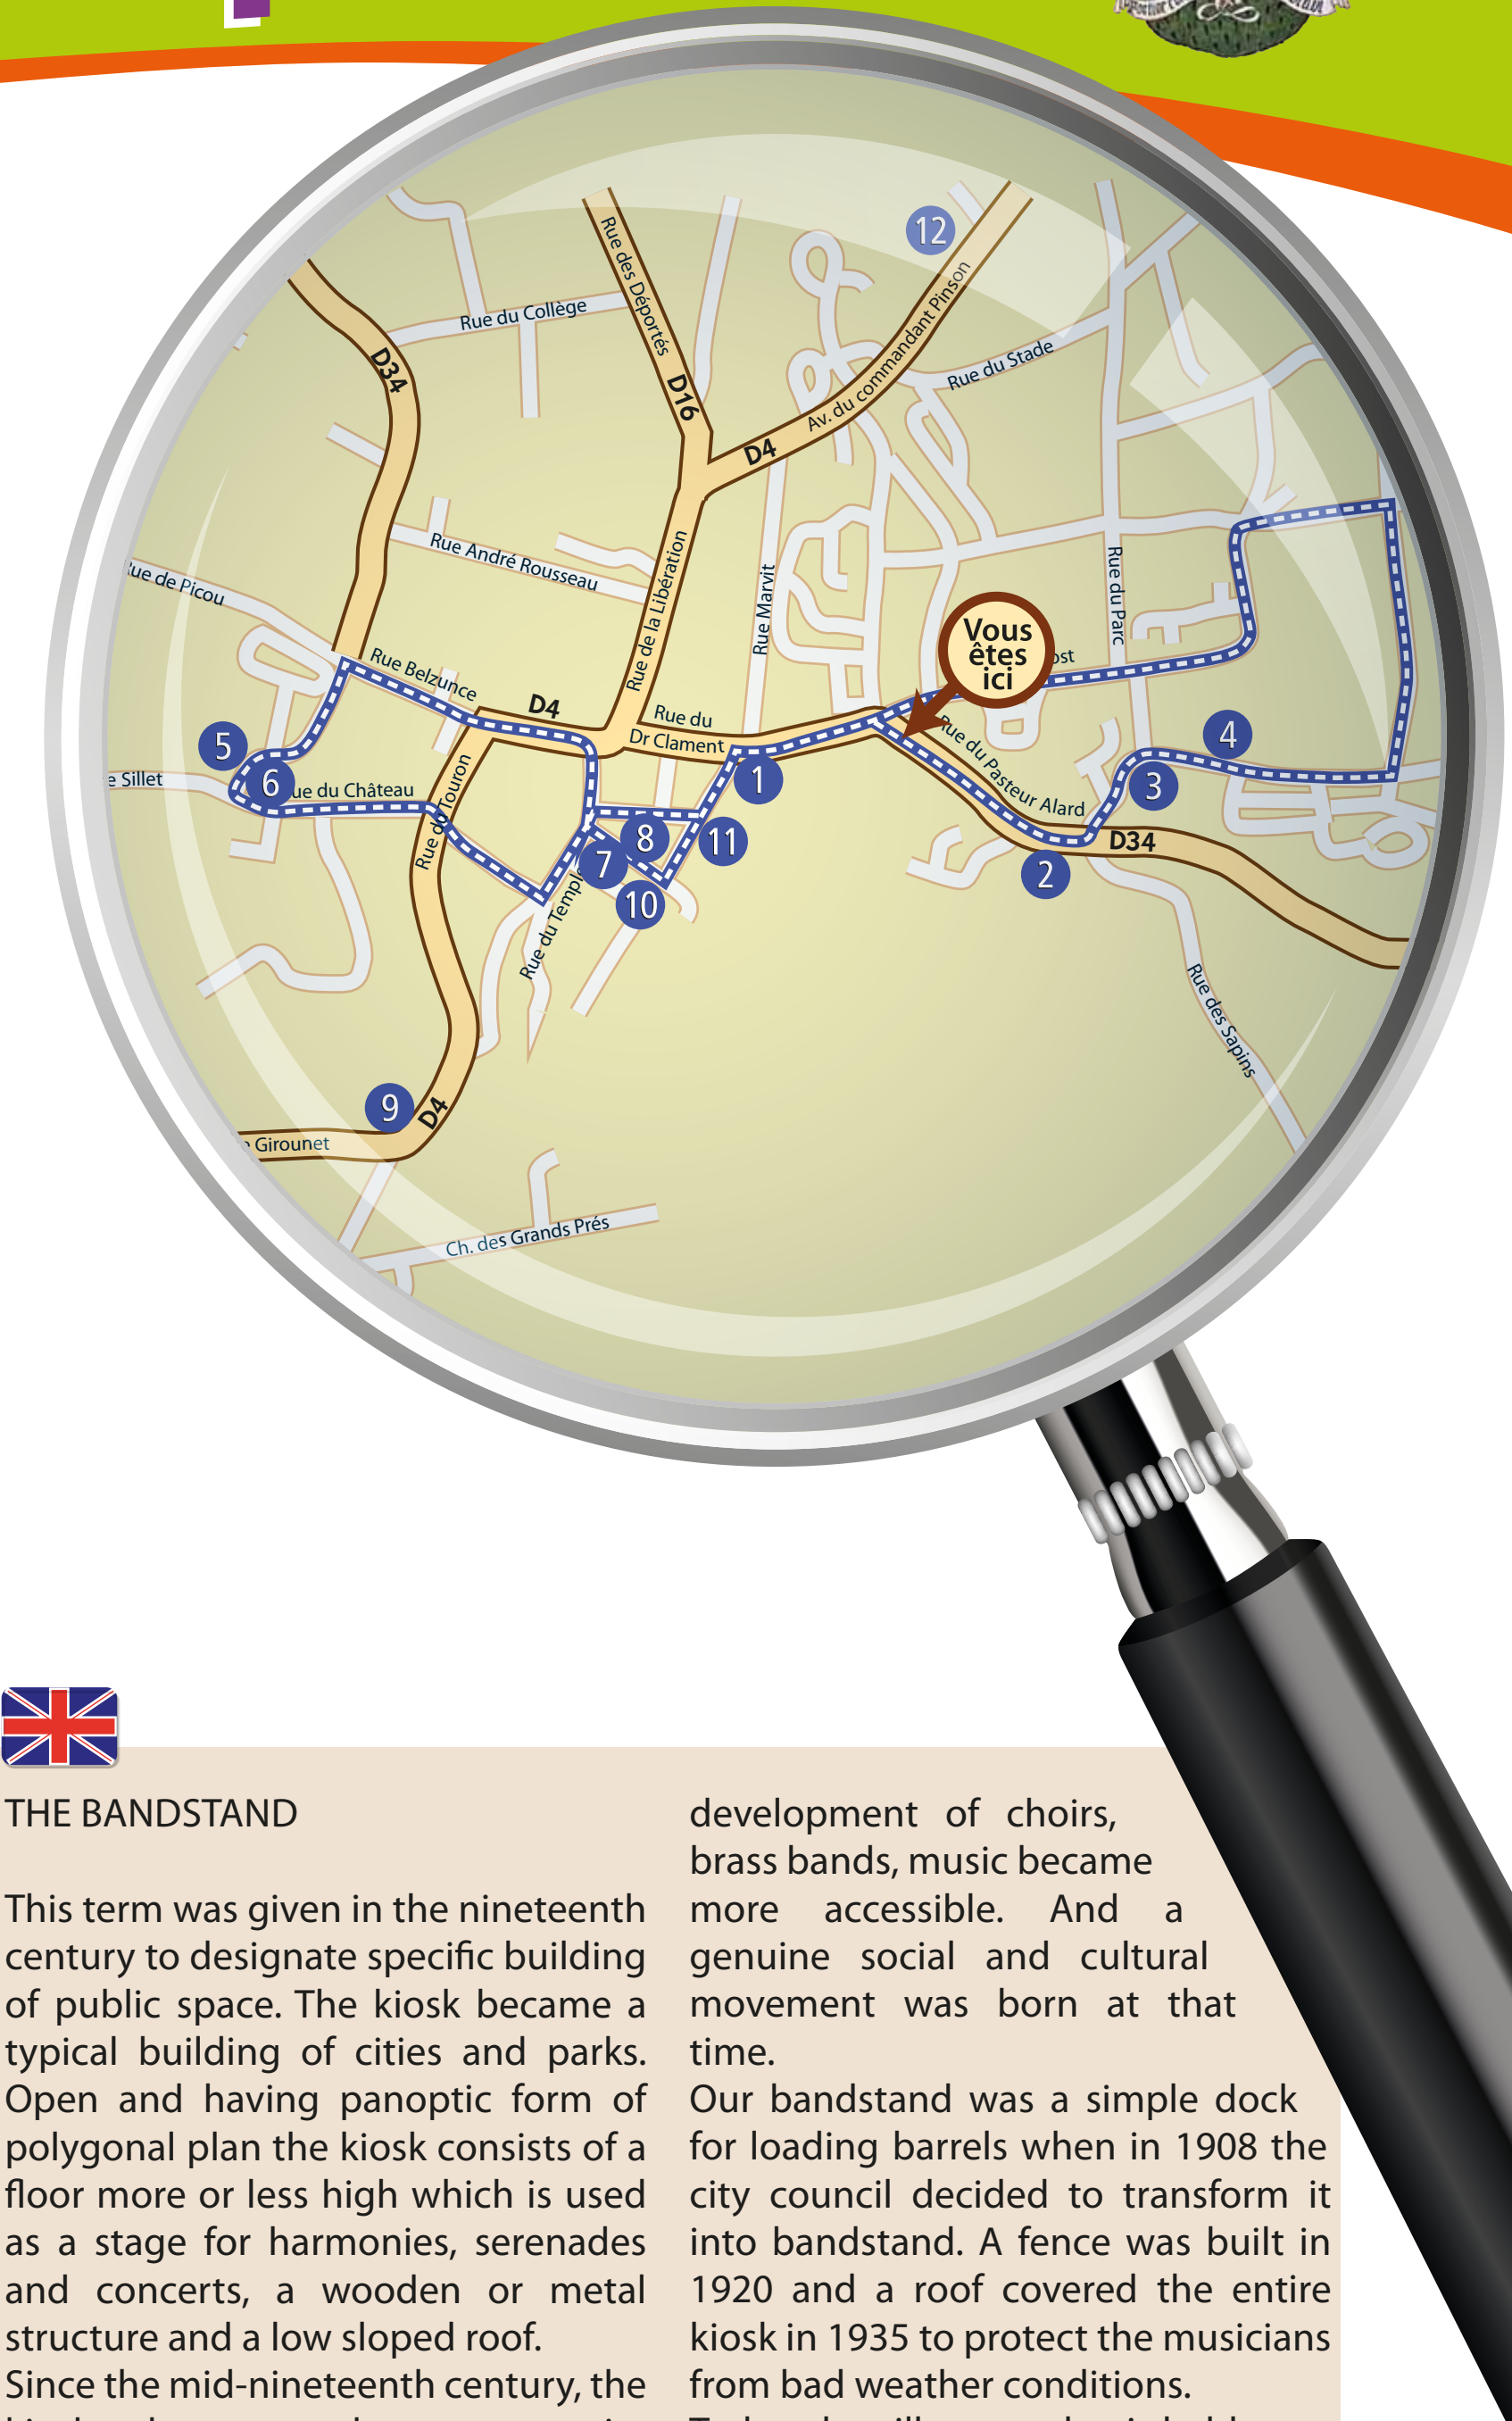 12
Rue des Déportés
Rue du Collège
D34
D16
Av. du commandant Pinson
D4
Rue du Stade
Rue André Rousseau
Rue de la Libération
Rue Marvit
Rue du Parc
de Picou
Vous
êtes
ici
Rue Belzunce
D4
Rue du
Dr Clament
5
6
Sillet
du Château
Rue du Touron
1
Rue du Pasteur Alard
4
3
8
11
7
10
D34
2
Rue du Temple
Rue des Sapins
9
D4
Girounet
Ch. des Grands Prés
THE BANDSTAND
This term was given in the nineteenth
century to designate specific building
of public space. The kiosk became a
typical building of cities and parks.
Open and having panoptic form of
polygonal plan the kiosk consists of a
floor more or less high which is used
as a stage for harmonies, serenades
and concerts, a wooden or metal
structure and a low sloped roof.
Since the mid-nineteenth century, the
development of choirs,
brass bands, music became
more accessible. And a
genuine social and cultural
movement was born at that
time.
Our bandstand was a simple dock
for loading barrels when in 1908 the
city council decided to transform it
into bandstand. A fence was built in
1920 and a roof covered the entire
kiosk in 1935 to protect the musicians
from bad weather conditions.